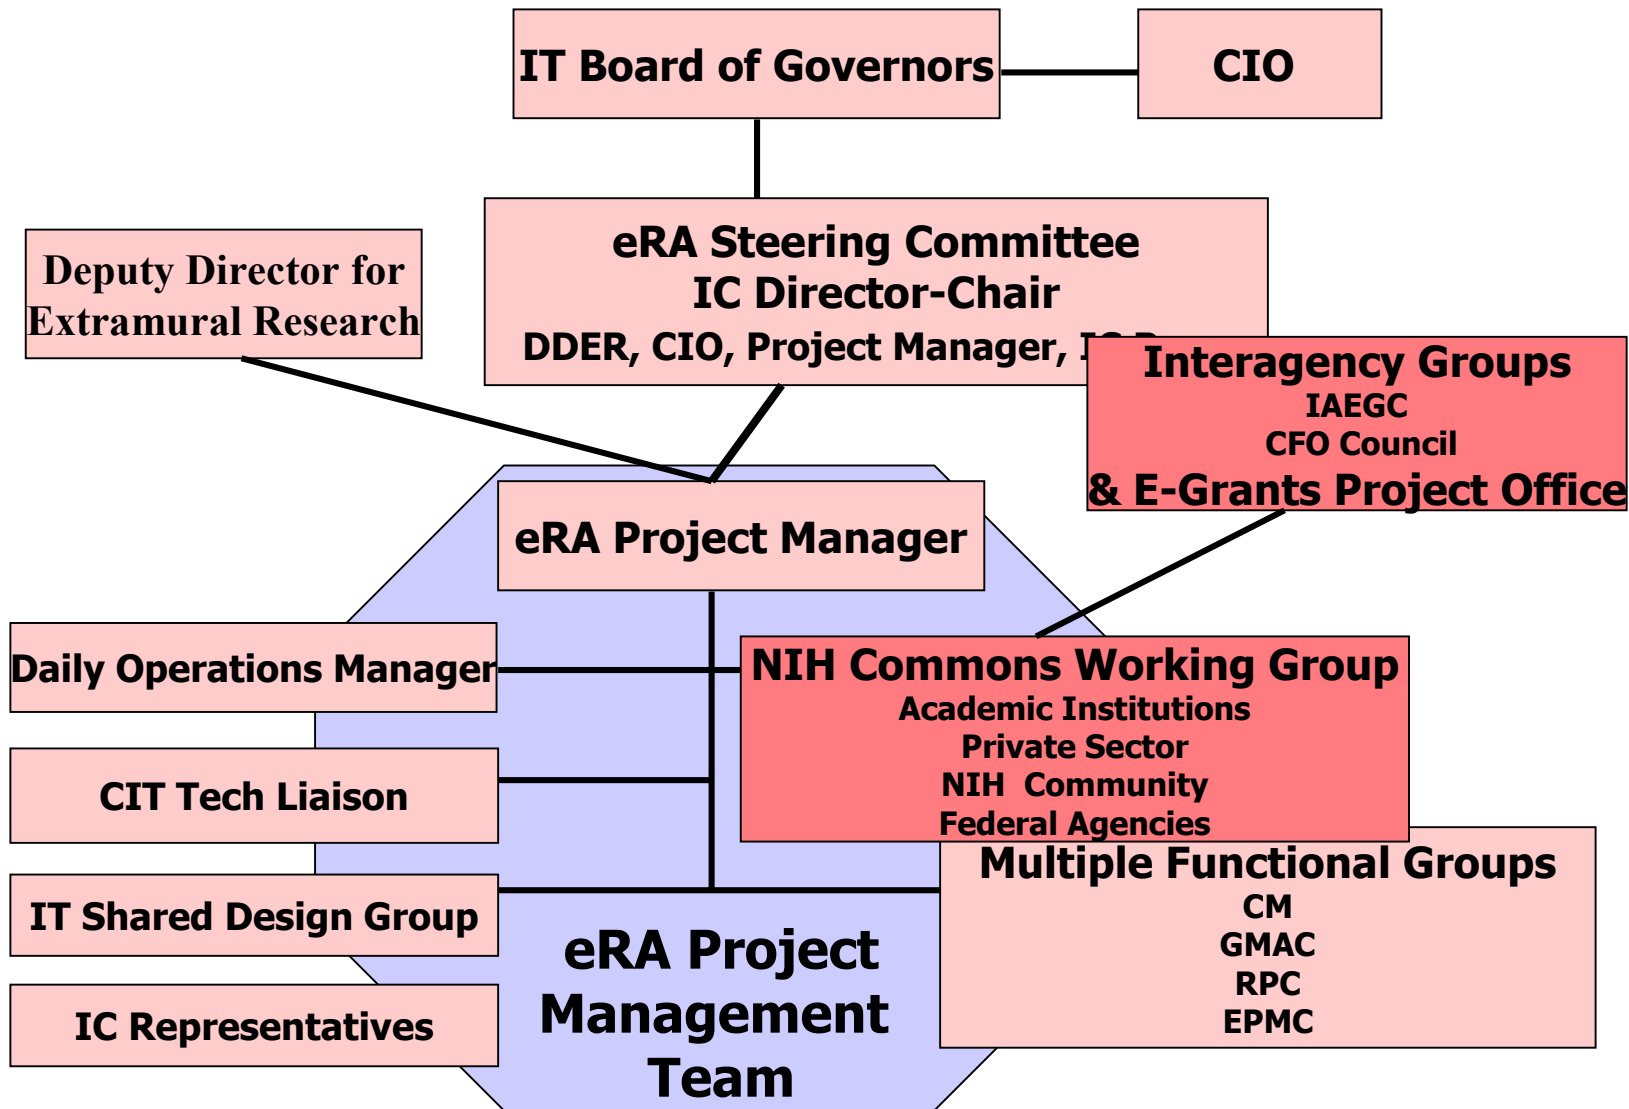 IT Board of Governors
CIO
eRA Steering Committee
IC Director-Chair
DDER, CIO, Project Manager,
Deputy Director for
Extramural Research
Interagency Groups
IAEGC
CFO Council
& E-Grants Project Office
eRA Project Manager
Daily Operations Manager
NIH Commons Working Group
Academic Institutions
Private Sector
NIH Community
Federal Agencies
CIT Tech Liaison
Multiple Functional Groups
CM
GMAC
RPC
EPMC
IT Shared Design Group
IC Representatives
eRA Project
Management
Team